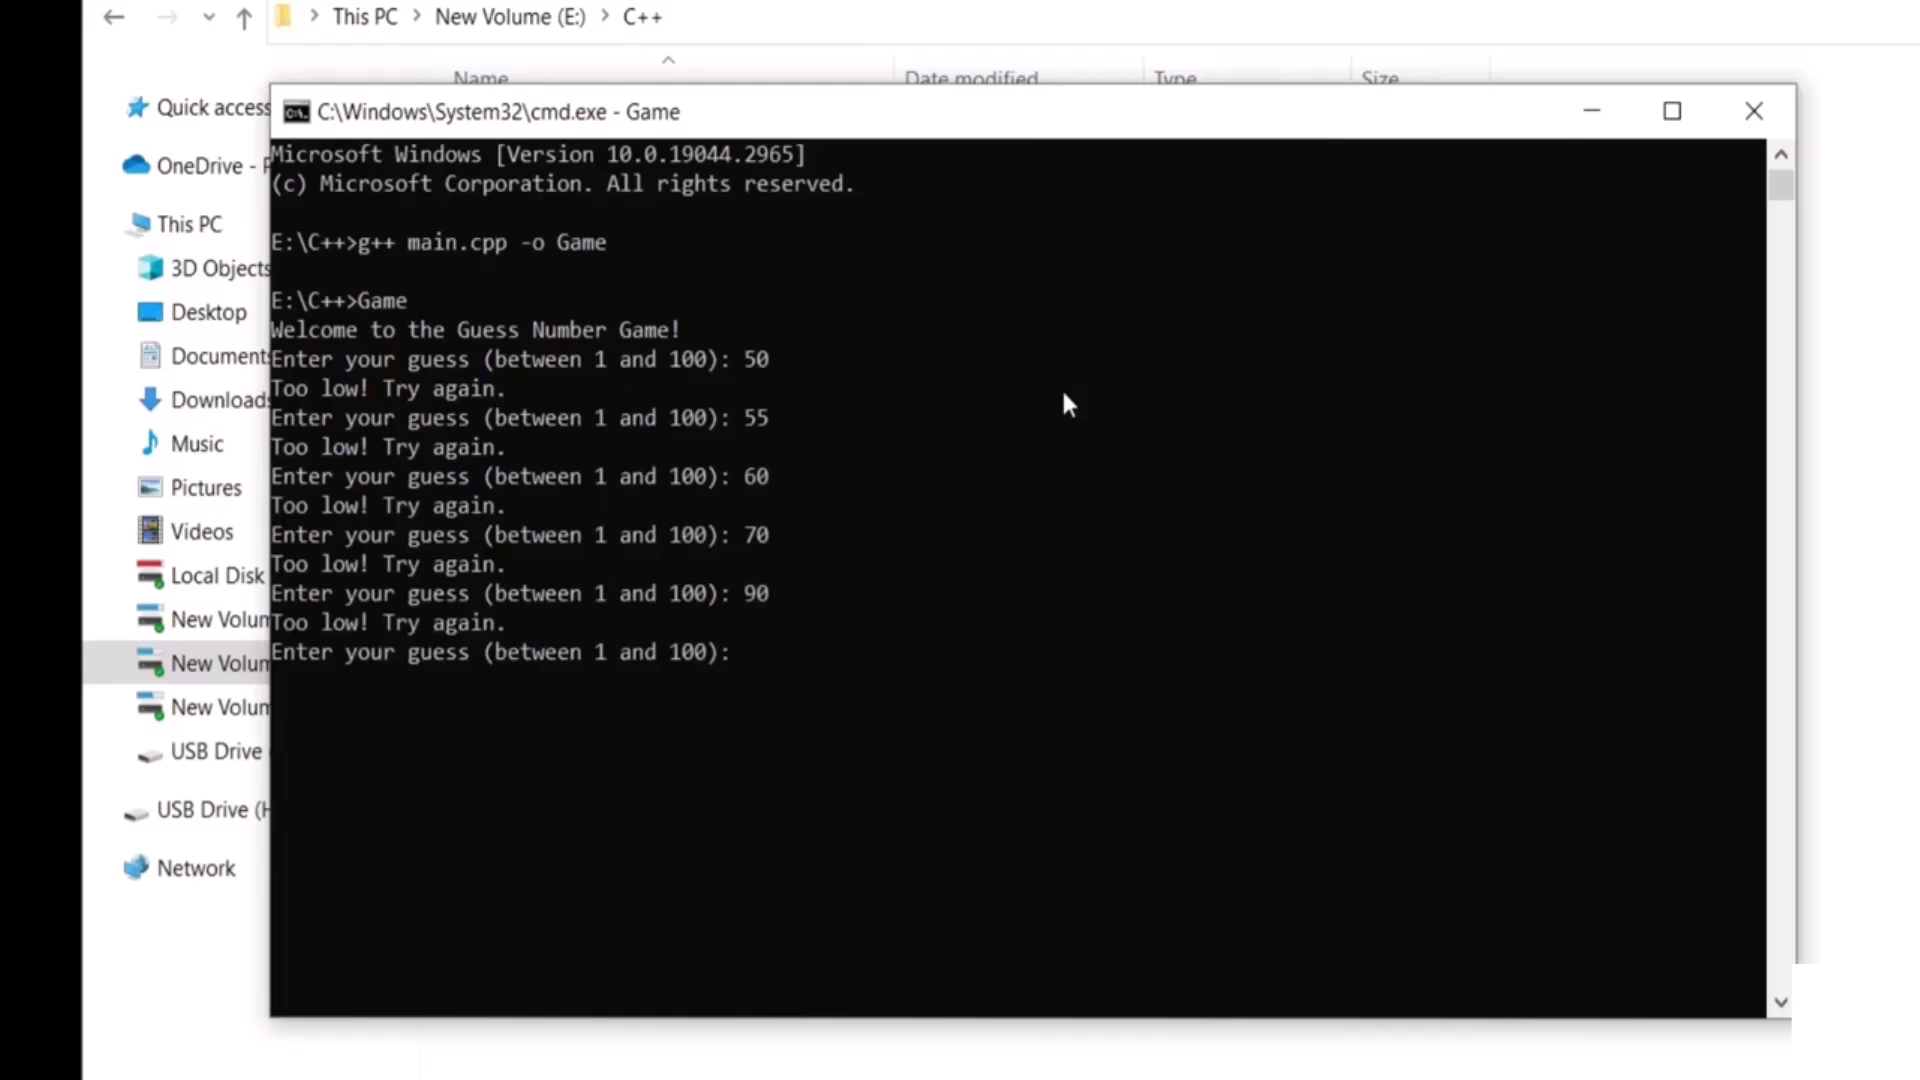 This PC > New Volume (E:) > C++
Name Date modified Type Size
Quick access
C:\Windows\System32\cmd.exe - Game
OneDrive -
This PC
3D Objects
Desktop
Documents
Downloads
Music
Pictures
Videos
Local Disk
New Volum
New Volum
New Volum
USB Drive
USB Drive (H
Network
Microsoft Windows [Version 10.0.19044.2965]
(c) Microsoft Corporation. All rights reserved.
E:\C++>g++ main.cpp -o Game
E:\C++>Game
Welcome to the Guess Number Game!
Enter your guess (between 1 and 100): 50
Too low! Try again.
Enter your guess (between 1 and 100): 55
Too low! Try again.
Enter your guess (between 1 and 100): 60
Too low! Try again.
Enter your guess (between 1 and 100): 70
Too low! Try again.
Enter your guess (between 1 and 100): 90
Too low! Try again.
Enter your guess (between 1 and 100):